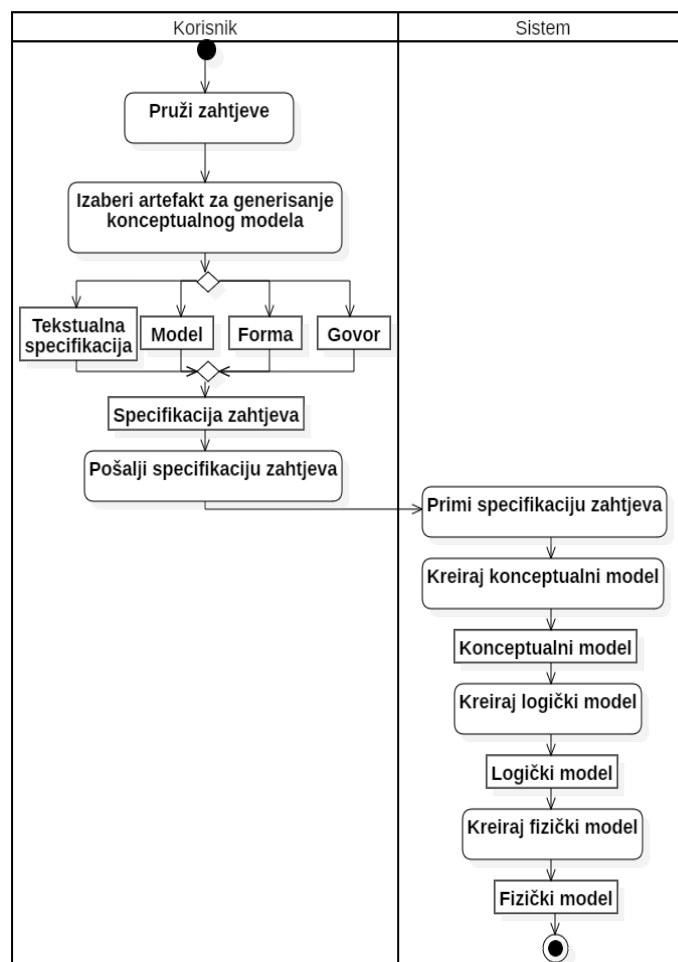 Korisnik
Sistem
Pruži zahtjeve
Izaberi artefakt za generisanje
konceptualnog modela
Tekstualna
specifikacija
Model
Forma
Govor
Specifikacija zahtjeva
Pošalji specifikaciju zahtjeva
Primi specifikaciju zahtjeva
Kreiraj konceptualni model
Konceptualni model
Kreiraj logički model
Logički model
Kreiraj fizički model
Fizički model